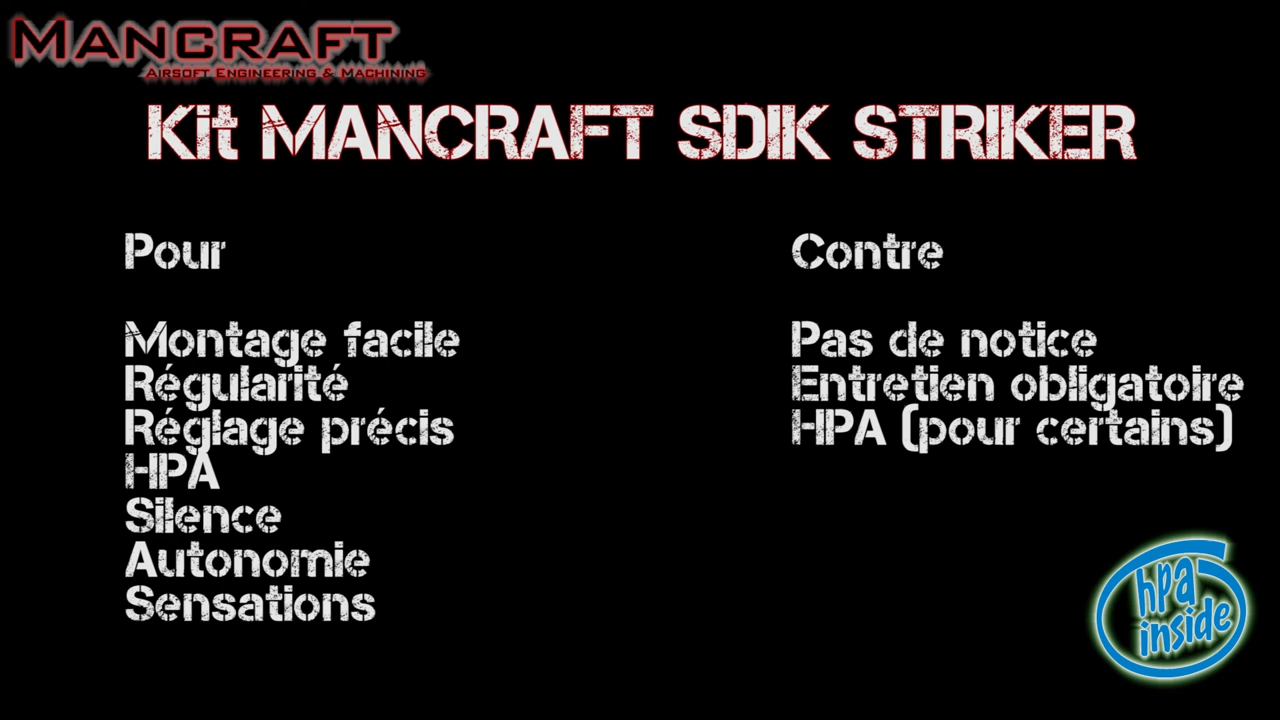 MANCRAFT
AIRSOFT ENGINEERING & MACHINING
Kit MANCRAFT SDIK STRIKER
Pour
Montage facile
Régularité
Réglage précis
HPA
Silence
Autonomie
Sensations
Contre
Pas de notice
Entretien obligatoire
HPA (pour certains)
hpa
inside